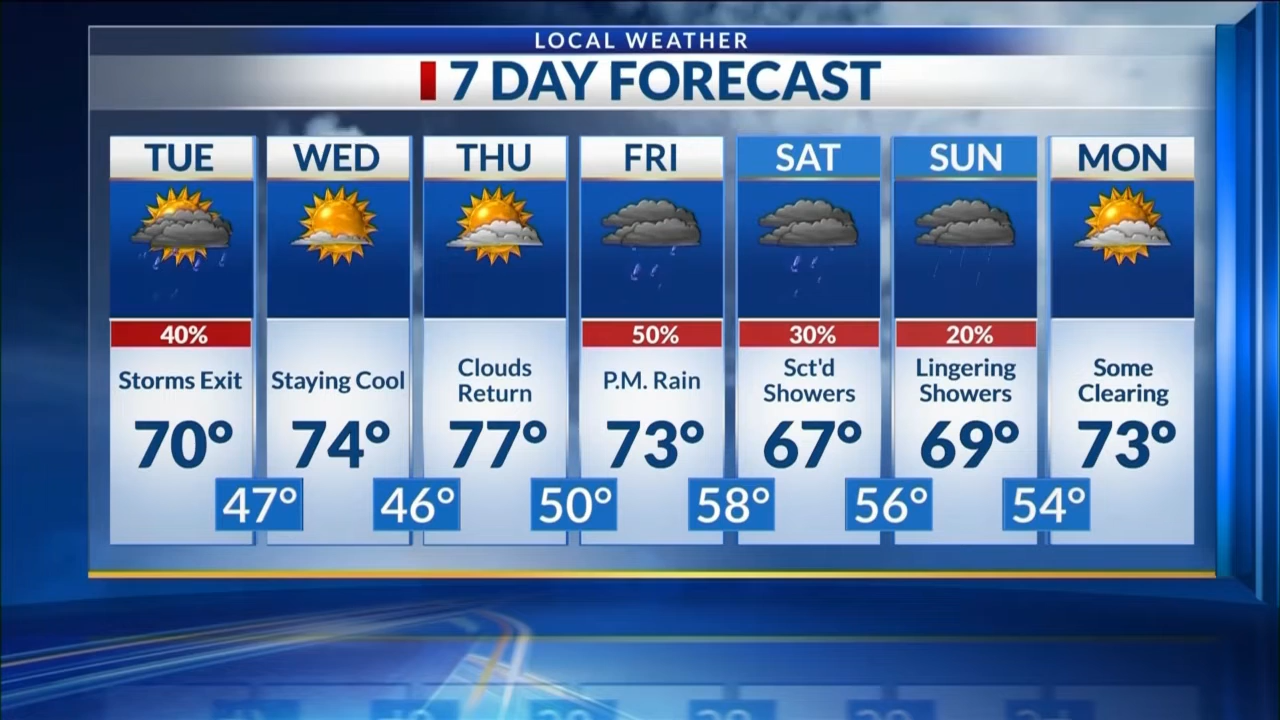 LOCAL WEATHER
7 DAY FORECAST
TUE WED THU FRI SAT SUN MON
40% 50% 30% 20%
Storms Exit
Staying Cool
Clouds
Return
P.M. Rain
Sct'd
Showers
Lingering
Showers
Some
Clearing
70° 74° 77° 73° 67° 69° 73°
47° 46° 50° 58° 56° 54°